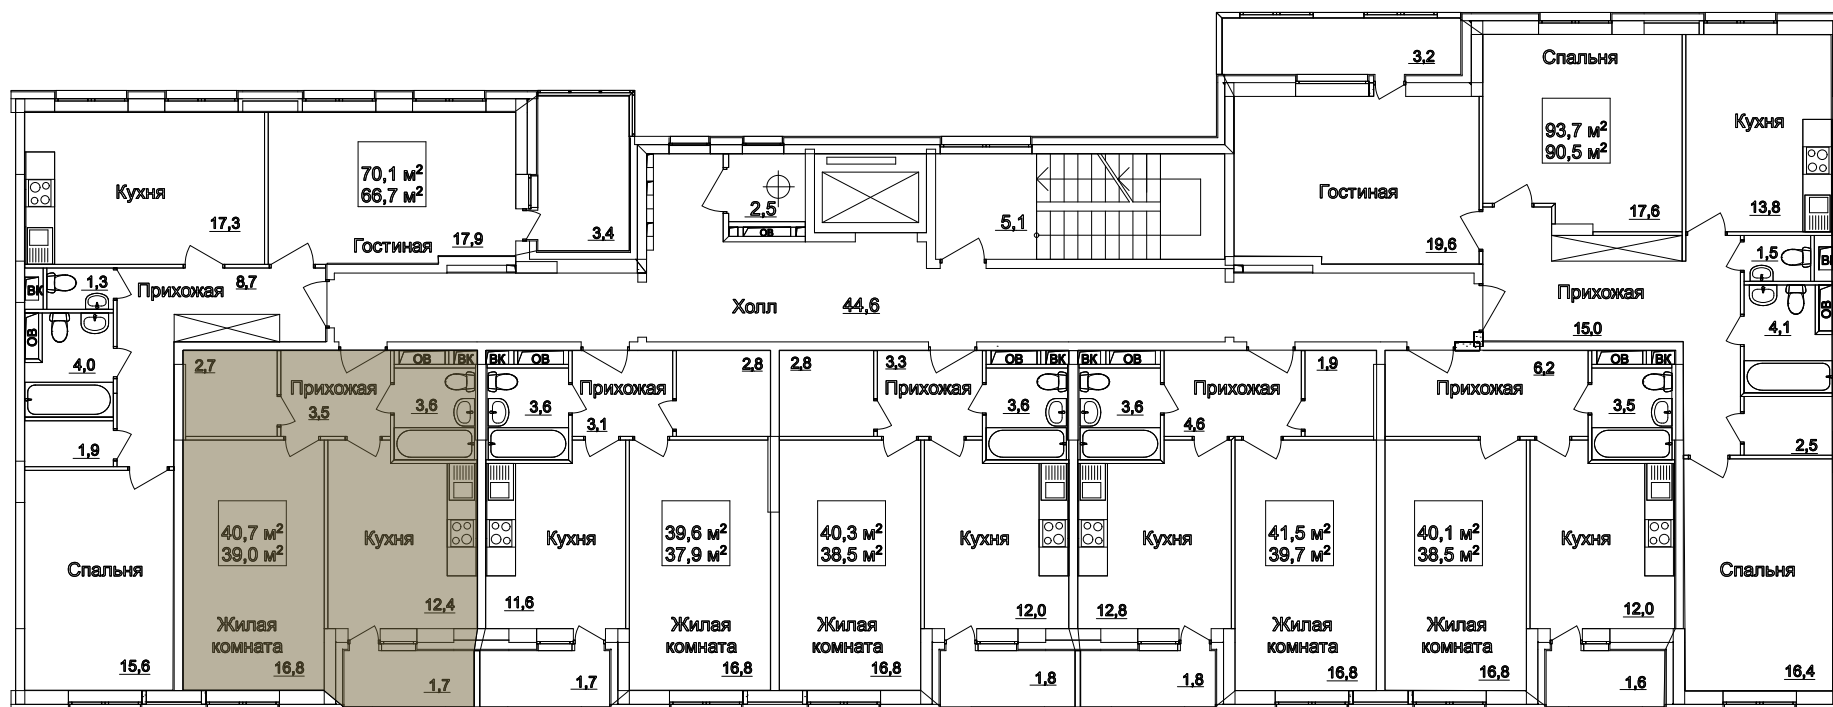 3,2
Спальня
93,7 м²
90,5 м²
17,6
Кухня
13,8
70,1 м²
66,7 м²
Кухня
17,3
Гостиная
17,9
3,4
2,5
ОВ
5,1
Гостиная
19,6
1,5
ВК
1,3
ВК
Прихожая
8,7
Холл
44,6
Прихожая
15,0
4,1
ОВ
ОВ
4,0
2,7
Прихожая
3,5
ОВ
ВК
3,6
ВК
ОВ
3,6
Прихожая
3,1
2,8
2,8
3,3
Прихожая
ОВ
ВК
3,6
ВК
ОВ
3,6
Прихожая
4,6
1,9
Прихожая
6,2
ОВ
ВК
3,5
2,5
1,9
Спальня
15,6
40,7 м²
39,0 м²
Жилая
комната
16,8
Кухня
12,4
1,7
Кухня
11,6
1,7
39,6 м²
37,9 м²
Жилая
комната
16,8
40,3 м²
38,5 м²
Жилая
комната
16,8
Кухня
12,0
1,8
Кухня
12,8
1,8
41,5 м²
39,7 м²
Жилая
комната
16,8
40,1 м²
38,5 м²
Жилая
комната
16,8
Кухня
12,0
1,6
Спальня
16,4